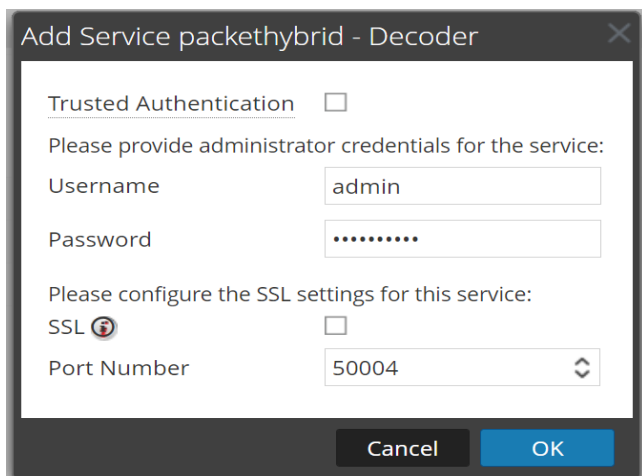 Add Service packethybrid - Decoder
Trusted Authentication
Please provide administrator credentials for the service:
Username admin
Password ••••••••••
Please configure the SSL settings for this service:
SSL
Port Number 50004
Cancel OK